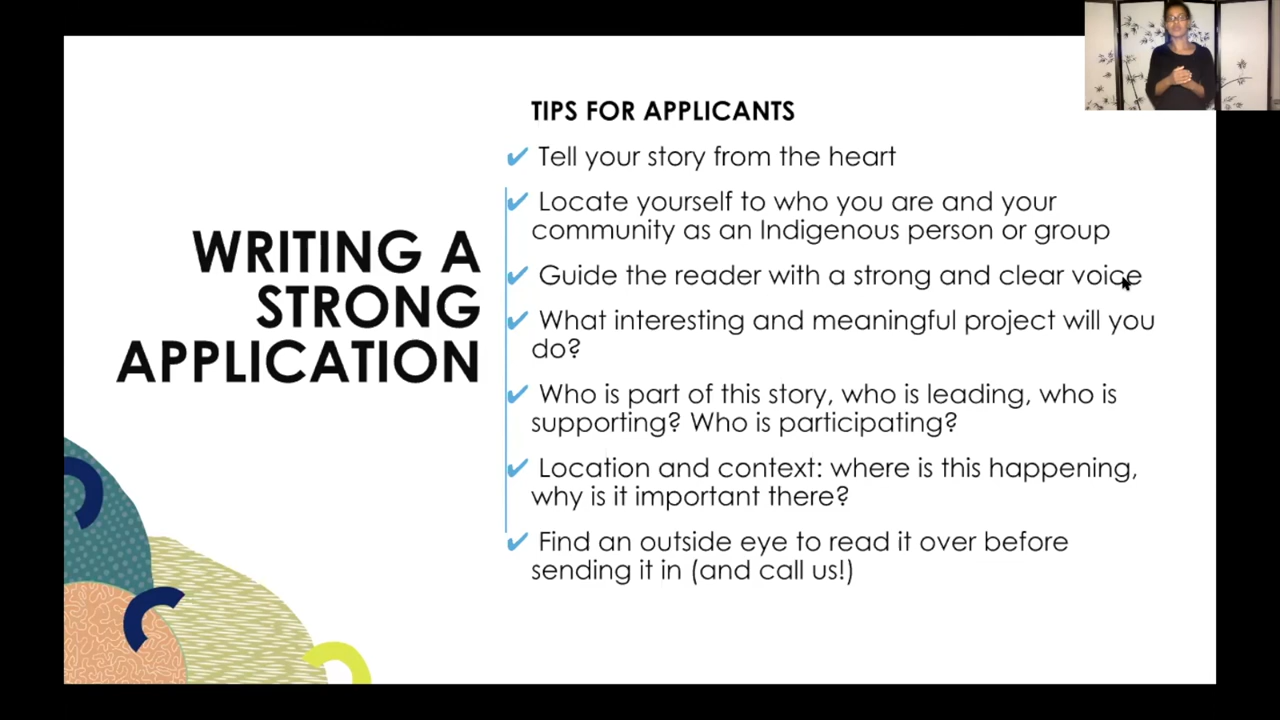 WRITING A
STRONG
APPLICATION
TIPS FOR APPLICANTS
✔ Tell your story from the heart
✔ Locate yourself to who you are and your
community as an Indigenous person or group
✔ Guide the reader with a strong and clear voice
✔ What interesting and meaningful project will you
do?
✔ Who is part of this story, who is leading, who is
supporting? Who is participating?
✔ Location and context: where is this happening,
why is it important there?
✔ Find an outside eye to read it over before
sending it in (and call us!)